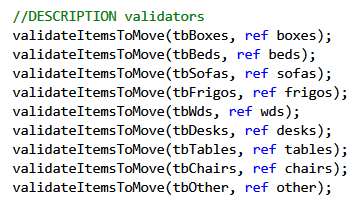 //DESCRIPTION validators
validateItemsToMove(tbBoxes, ref boxes);
validateItemsToMove(tbBeds, ref beds);
validateItemsToMove(tbSofas, ref sofas);
validateItemsToMove(tbFrigos, ref frigos);
validateItemsToMove(tbWds, ref wds);
validateItemsToMove(tbDesks, ref desks);
validateItemsToMove(tbTables, ref tables);
validateItemsToMove(tbChairs, ref chairs);
validateItemsToMove(tbOther, ref other);